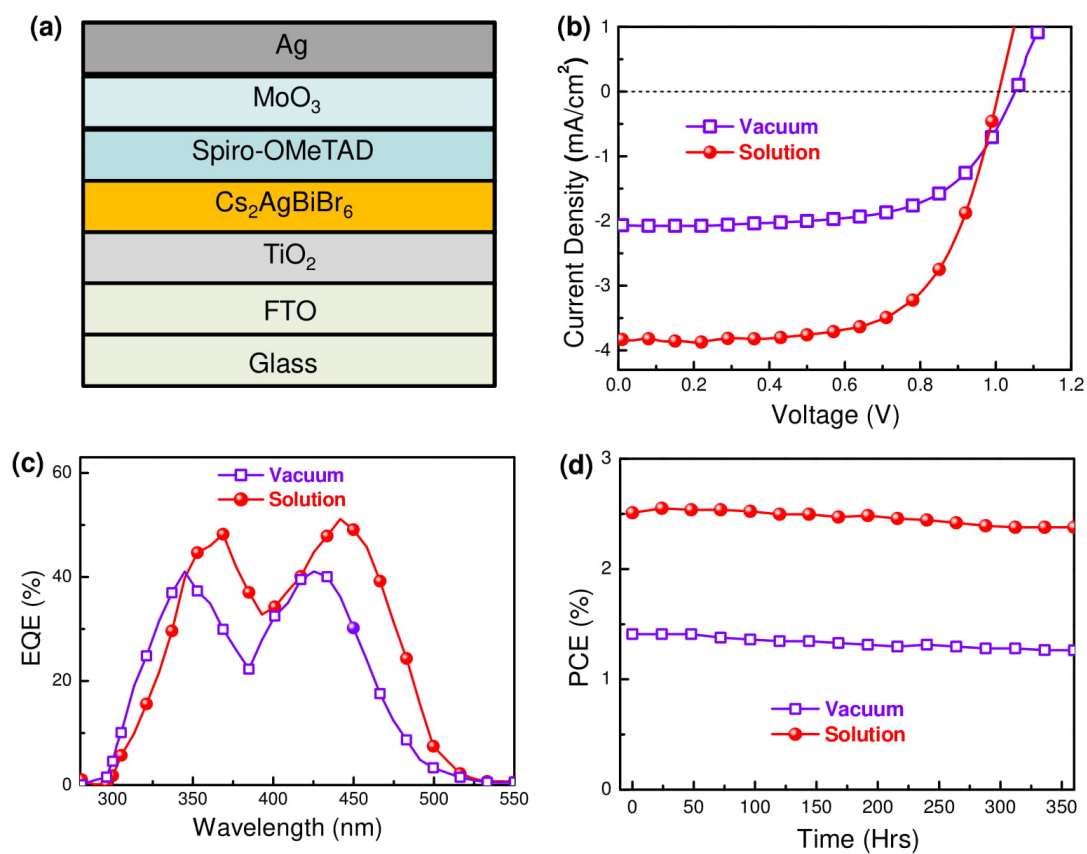 (a)
Ag
MoO3
Spiro-OMeTAD
Cs2AgBiBr6
TiO2
FTO
Glass
(b)
Current Density (mA/cm2)
1
0
-1
-2
-3
-4
Vacuum
Solution
0.0 0.2 0.4 0.6 0.8 1.0 1.2
Voltage (V)
(c)
EQE (%)
60
40
20
0
Vacuum
Solution
300 350 400 450 500 550
Wavelength (nm)
(d)
PCE (%)
3
2
1
0
Vacuum
Solution
0 50 100 150 200 250 300 350
Time (Hrs)